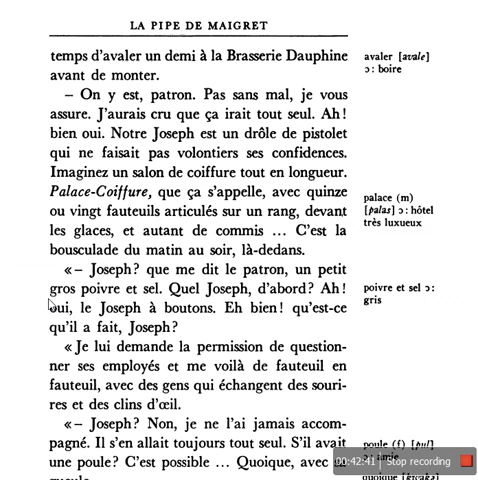 LA PIPE DE MAIGRET
temps d'avaler un demi à la Brasserie Dauphine
avant de monter.
– On y est, patron. Pas sans mal, je vous
assure. J'aurais cru que ça irait tout seul. Ah!
bien oui. Notre Joseph est un drôle de pistolet
qui ne faisait pas volontiers ses confidences.
Imaginez un salon de coiffure tout en longueur.
Palace-Coiffure, que ça s'appelle, avec quinze
ou vingt fauteuils articulés sur un rang, devant
les glaces, et autant de commis ... C'est la
bousculade du matin au soir, là-dedans.
«– Joseph? que me dit le patron, un petit
gros poivre et sel. Quel Joseph, d'abord? Ah!
oui, le Joseph à boutons. Eh bien! qu'est-ce
qu'il a fait, Joseph?
«Je lui demande la permission de question-
ner ses employés et me voilà de fauteuil en
fauteuil, avec des gens qui échangent des souri-
res et des clins d'œil.
«– Joseph? Non, je ne l'ai jamais accom-
pagné. Il s'en allait toujours tout seul. S'il avait
une poule? C'est possible ... Quoique, avec sa
avaler [avale]
ɔ: boire
palace (m)
[palas] ɔ: hôtel
très luxueux
poivre et sel ɔ:
gris
poule (f) [pul]
ɔ: amie
quoique [kwakə]
00:42:41 Stop recording